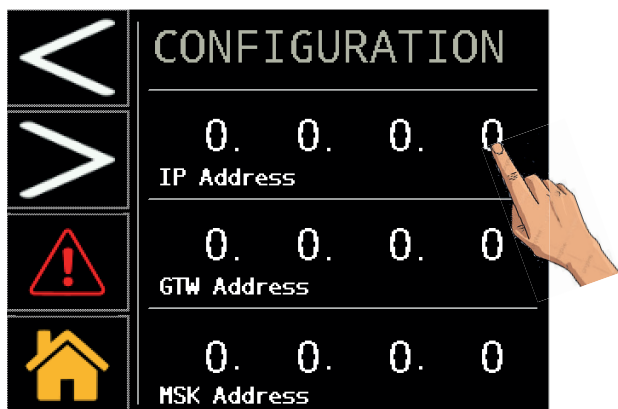 CONFIGURATION
0. 0. 0. 0
IP Address
0. 0. 0. 0
GTW Address
0. 0. 0. 0
MSK Address